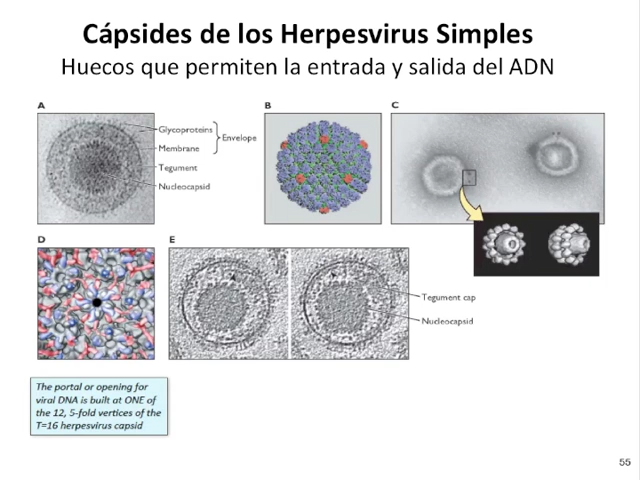 Cápsides de los Herpesvirus Simples
Huecos que permiten la entrada y salida del ADN
A
Glycoproteins
Envelope
Membrane
Tegument
Nucleocapsid
B
C
D
E
Tegument cap
Nucleocapsid
The portal or opening for
viral DNA is built at ONE of
the 12, 5-fold vertices of the
T=16 herpesvirus capsid
55